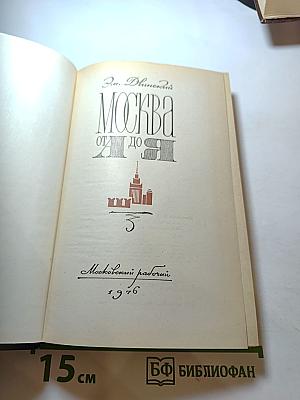 Эм. Двинский
МОСКВА
ОТ А ДО Я
Московский рабочий
1976
15 см
БФ БИБЛИОФАН